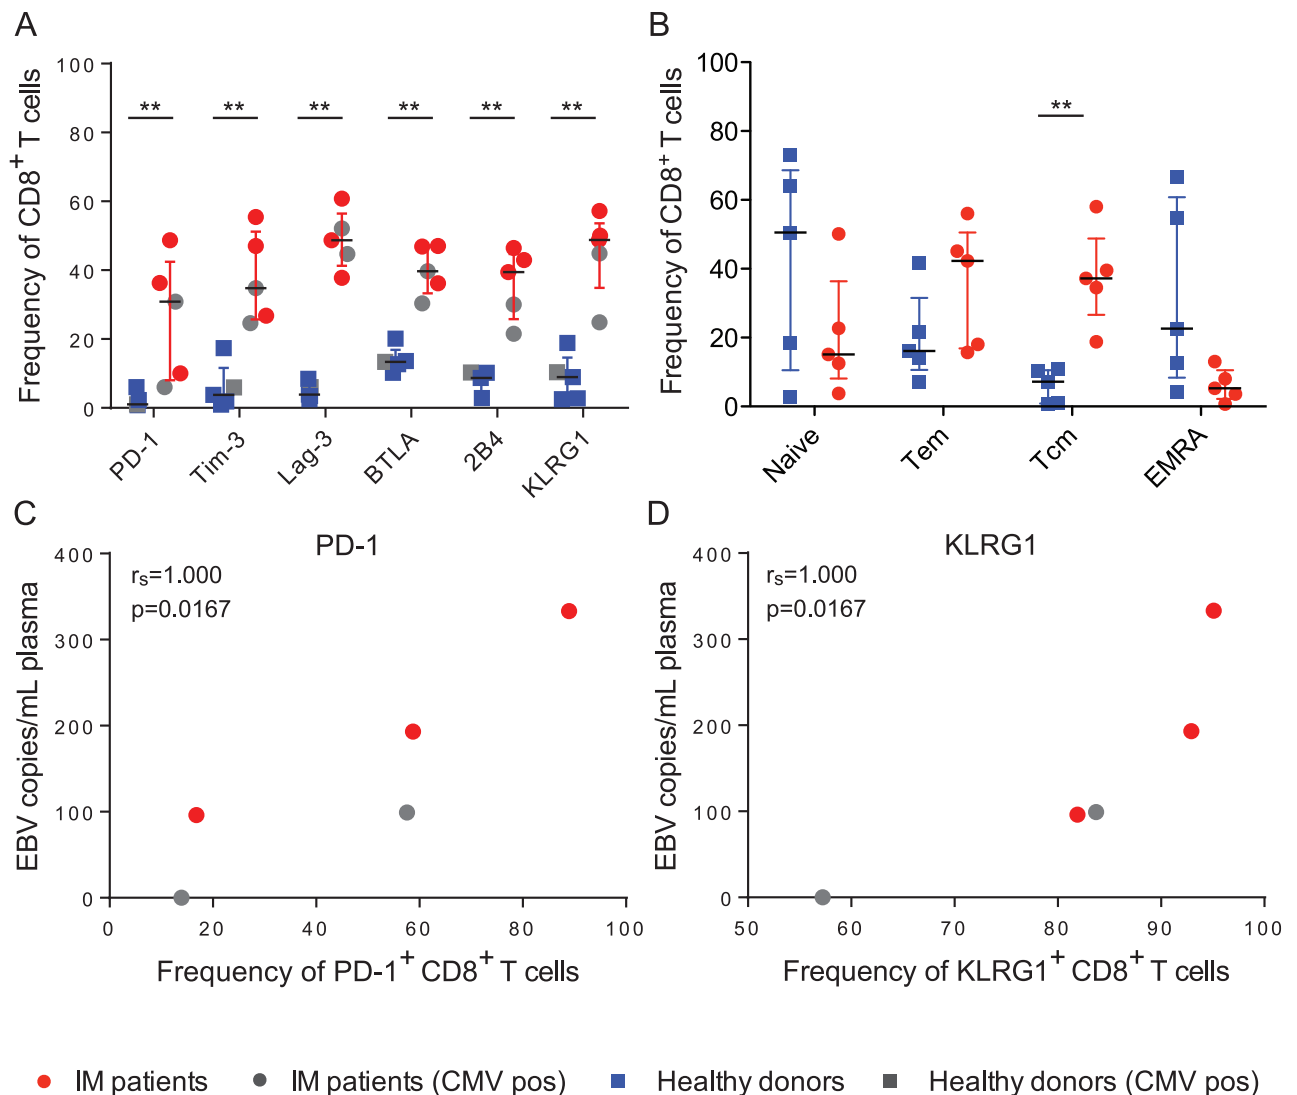 A
Frequency of CD8+ T cells
100
80
60
40
20
0
** ** ** ** ** **
PD-1 Tim-3 Lag-3 BTLA 2B4 KLRG1
B
Frequency of CD8+ T cells
100
80
60
40
20
0
**
Naive Tem Tcm EMRA
C
PD-1
rs=1.000
p=0.0167
EBV copies/mL plasma
400
300
200
100
0
0 20 40 60 80 100
Frequency of PD-1+ CD8+ T cells
D
KLRG1
rs=1.000
p=0.0167
EBV copies/mL plasma
400
300
200
100
0
50 60 70 80 90 100
Frequency of KLRG1+ CD8+ T cells
IM patients IM patients (CMV pos) Healthy donors Healthy donors (CMV pos)